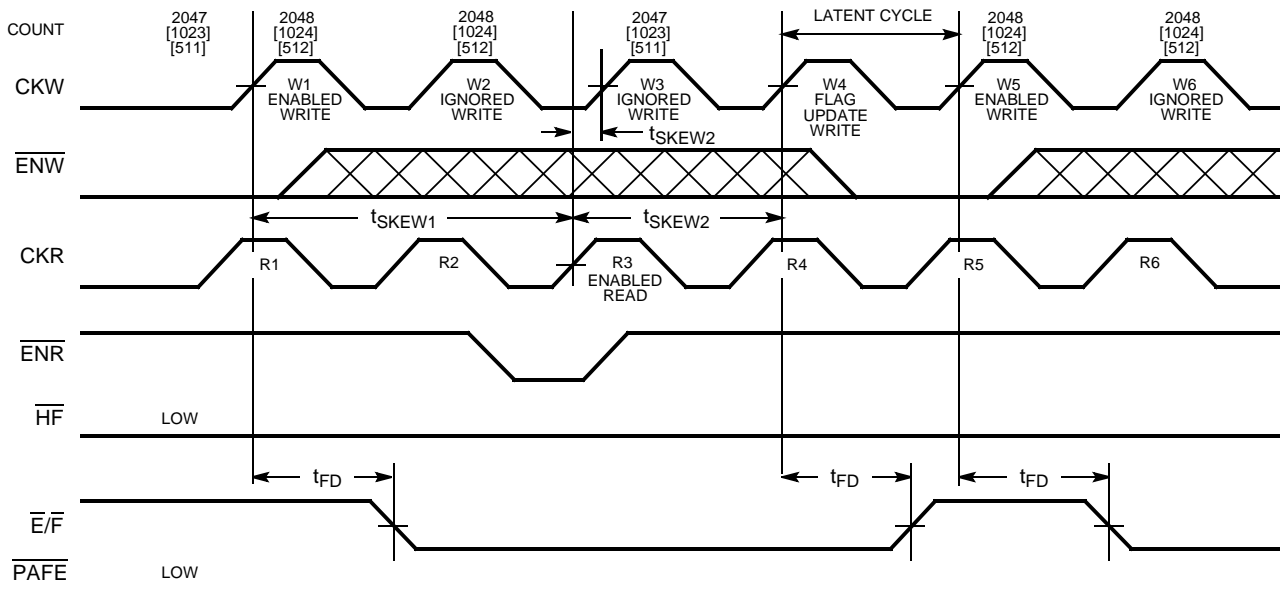 COUNT
2047
[1023]
[511]
2048
[1024]
[512]
2048
[1024]
[512]
2047
[1023]
[511]
LATENT CYCLE
2048
[1024]
[512]
2048
[1024]
[512]
CKW
W1
ENABLED
WRITE
W2
IGNORED
WRITE
W3
IGNORED
WRITE
W4
FLAG
UPDATE
WRITE
W5
ENABLED
WRITE
W6
IGNORED
WRITE
tSKEW2
ENW
tSKEW1
tSKEW2
CKR
R1
R2
R3
ENABLED
READ
R4
R5
R6
ENR
HF
LOW
tFD
tFD
tFD
E/F
PAFE
LOW